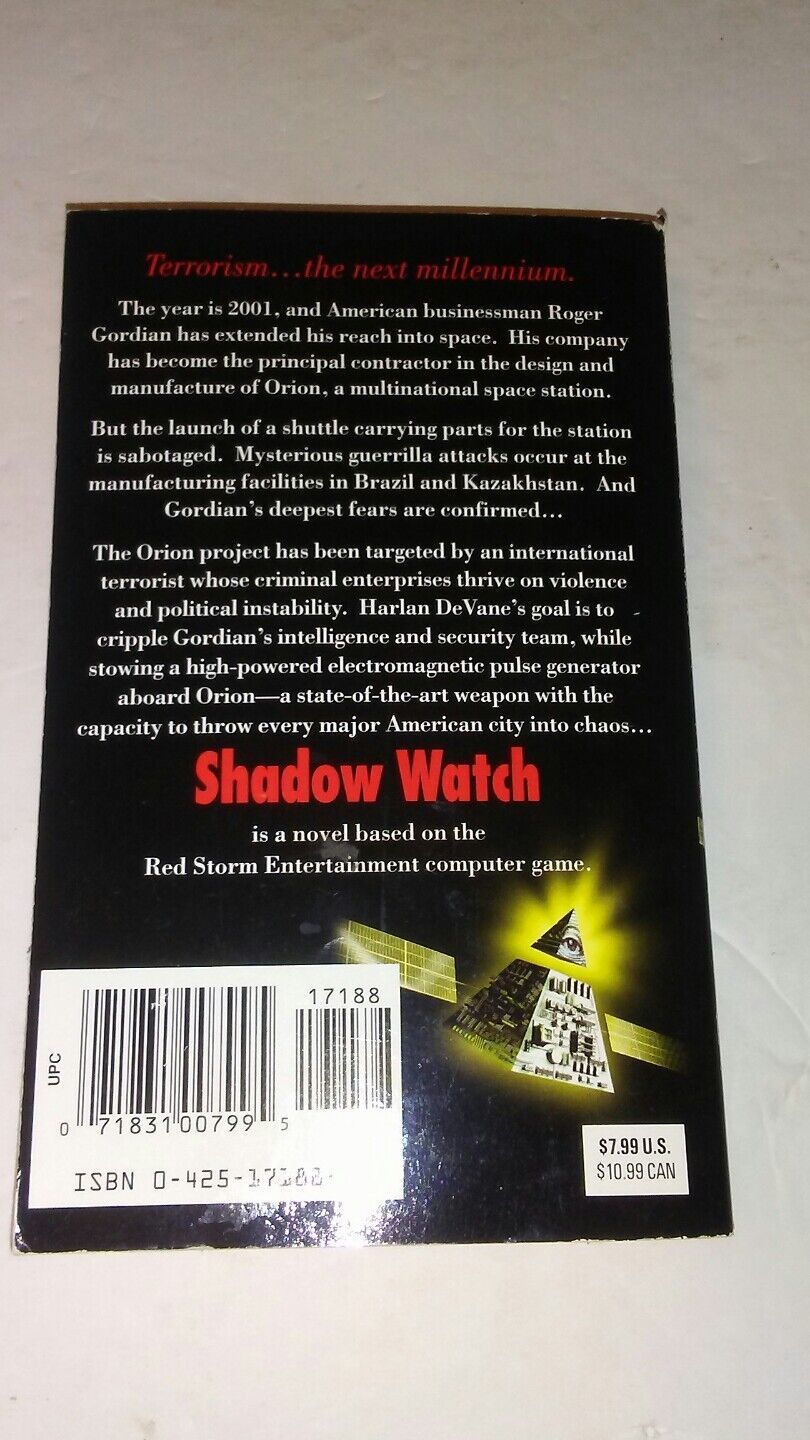 Terrorism...the next millennium.
The year is 2001, and American businessman Roger
Gordian has extended his reach into space. His company
has become the principal contractor in the design and
manufacture of Orion, a multinational space station.
But the launch of a shuttle carrying parts for the station
is sabotaged. Mysterious guerrilla attacks occur at the
manufacturing facilities in Brazil and Kazakhstan. And
Gordian's deepest fears are confirmed...
The Orion project has been targeted by an international
terrorist whose criminal enterprises thrive on violence
and political instability. Harlan DeVane's goal is to
cripple Gordian's intelligence and security team, while
stowing a high-powered electromagnetic pulse generator
aboard Orion—a state-of-the-art weapon with the
capacity to throw every major American city into chaos...
Shadow Watch
is a novel based on the
Red Storm Entertainment computer game.
17188
UPC
0 71831 00799 5
ISBN 0-425-17188-
$7.99 U.S.
$10.99 CAN